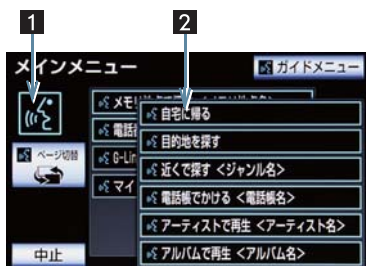 1
2
メインメニュー
ガイドメニュー
メモリ
自宅に帰る
電話
目的地を探す
ページ切替
G-Lin
近くで探す <ジャンル名>
マイ
電話帳でかける <電話帳名>
アーティストで再生 <アーティスト名>
中止
アルバムで再生 <アルバム名>